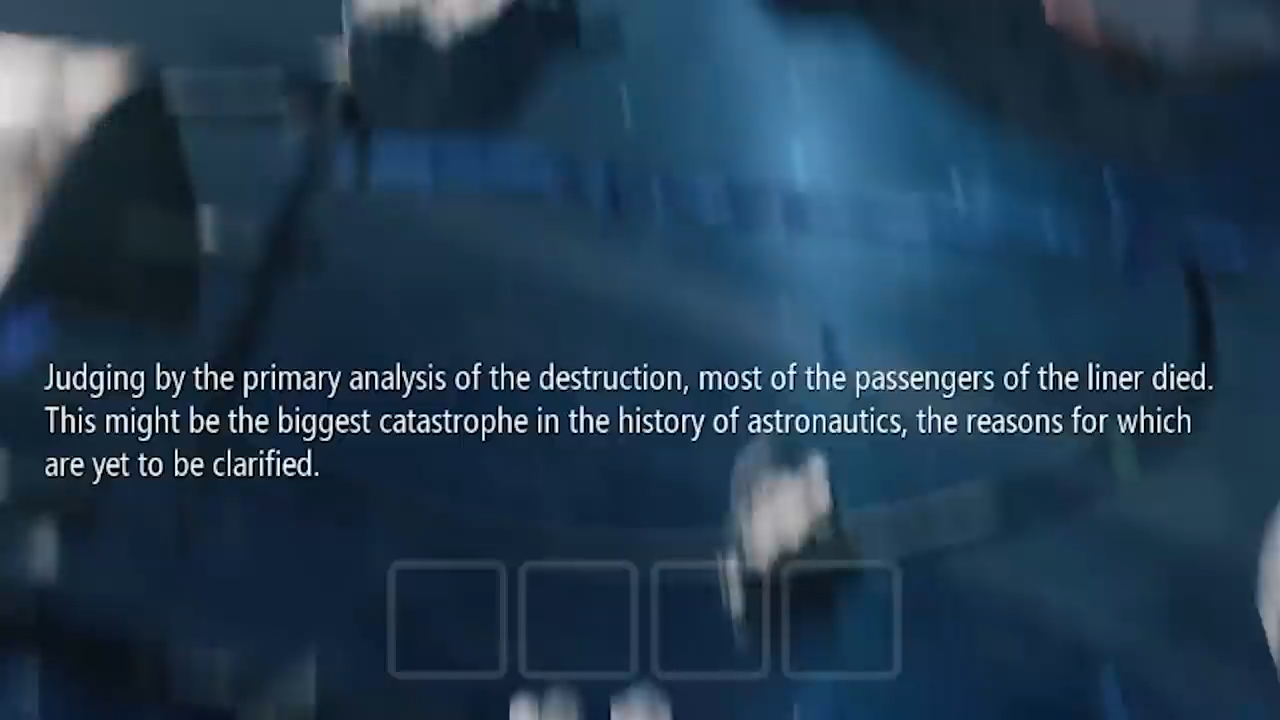 Judging by the primary analysis of the destruction, most of the passengers of the liner died.
This might be the biggest catastrophe in the history of astronautics, the reasons for which
are yet to be clarified.